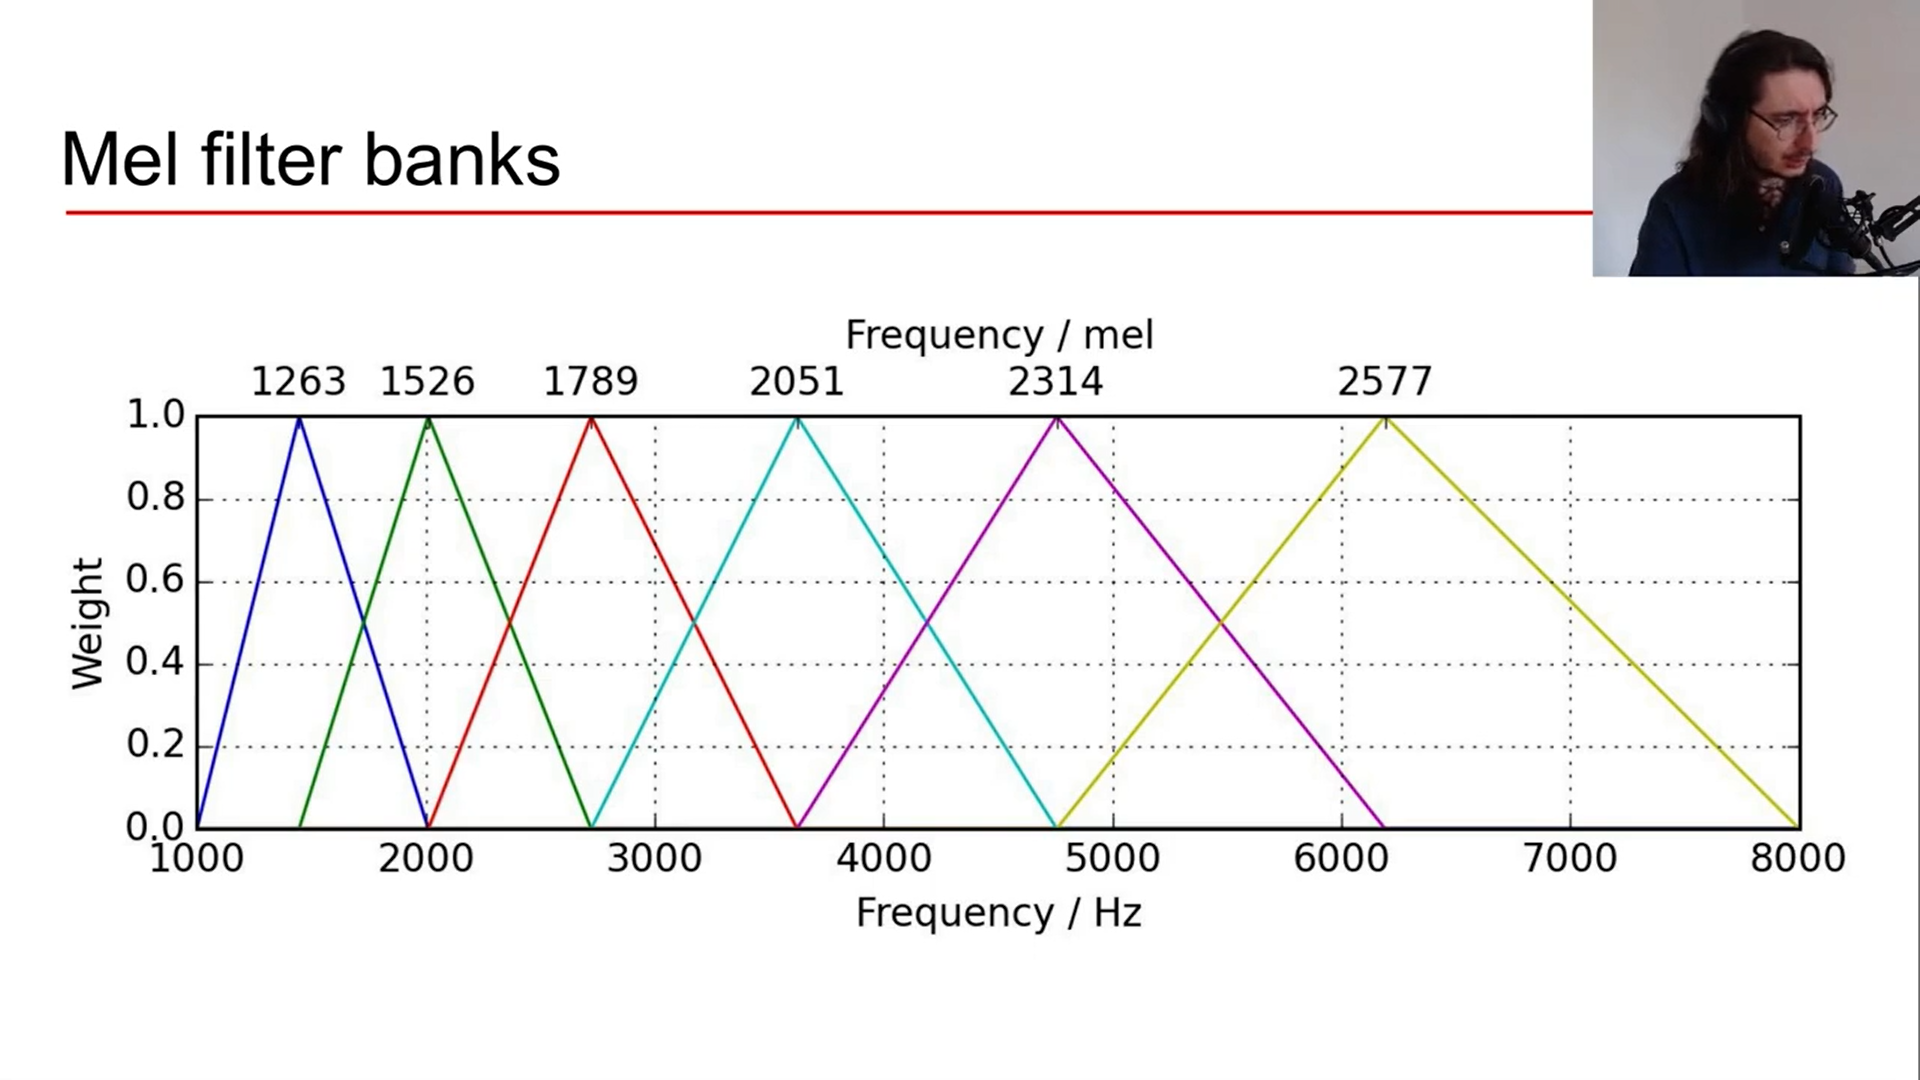 Mel filter banks
Frequency / mel
1263 1526 1789 2051 2314 2577
1.0
0.8
0.6
0.4
0.2
0.0
Weight
1000 2000 3000 4000 5000 6000 7000 8000
Frequency / Hz